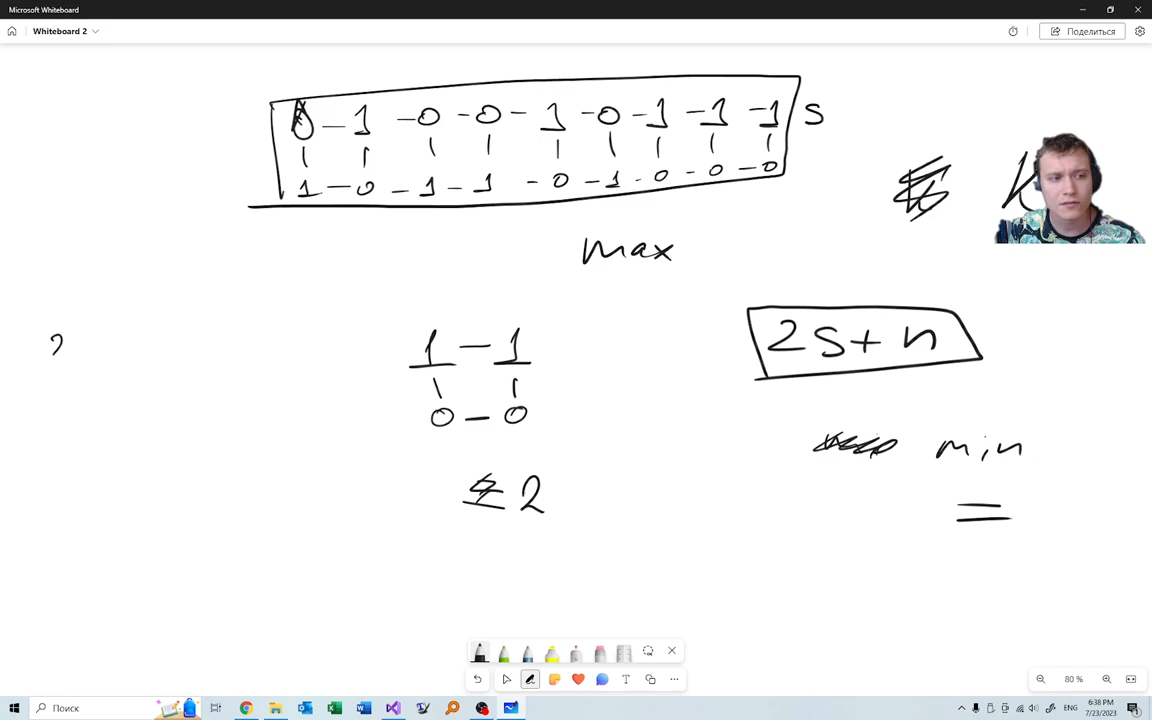 Microsoft Whiteboard
Whiteboard 2
Поделиться
0 - 1 - 0 - 0 - 1 - 0 - 1 - 1 - 1 S
| | | | | | | | |
1 - 0 - 1 - 1 - 0 - 1 - 0 - 0 - 0
K
max
2S + n
1 - 1
| |
0 - 0
min
2
=
T
80 %
Поиск
ENG
6:38 PM
7/23/2023